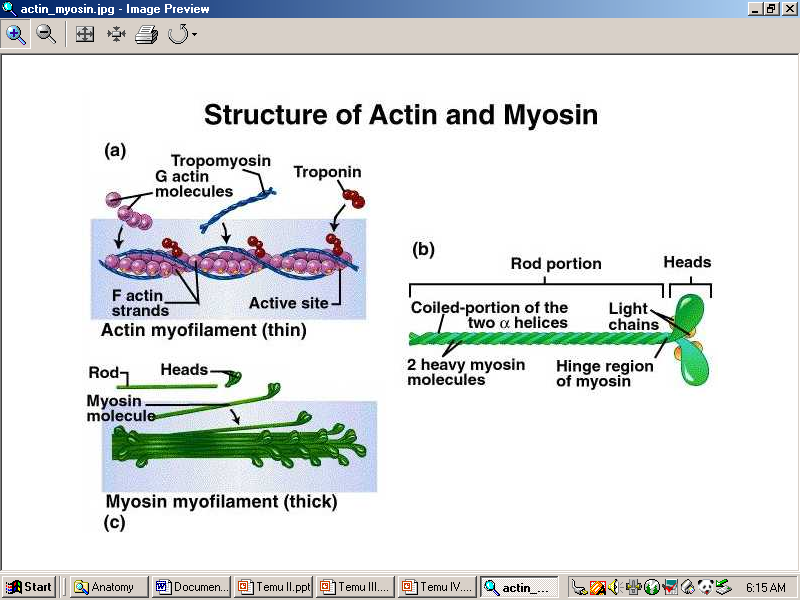 actin_myosin.jpg - Image Preview
Structure of Actin and Myosin
(a)
Tropomyosin
G actin
molecules
Troponin
F actin
strands
Active site
Actin myofilament (thin)
(b)
Rod portion
Heads
Coiled-portion of the
two α helices
Light
chains
2 heavy myosin
molecules
Hinge region
of myosin
Rod
Heads
Myosin
molecule
Myosin myofilament (thick)
(c)
Start
Anatomy
Documen...
Temu II.ppt
Temu III....
Temu IV....
actin_...
6:15 AM